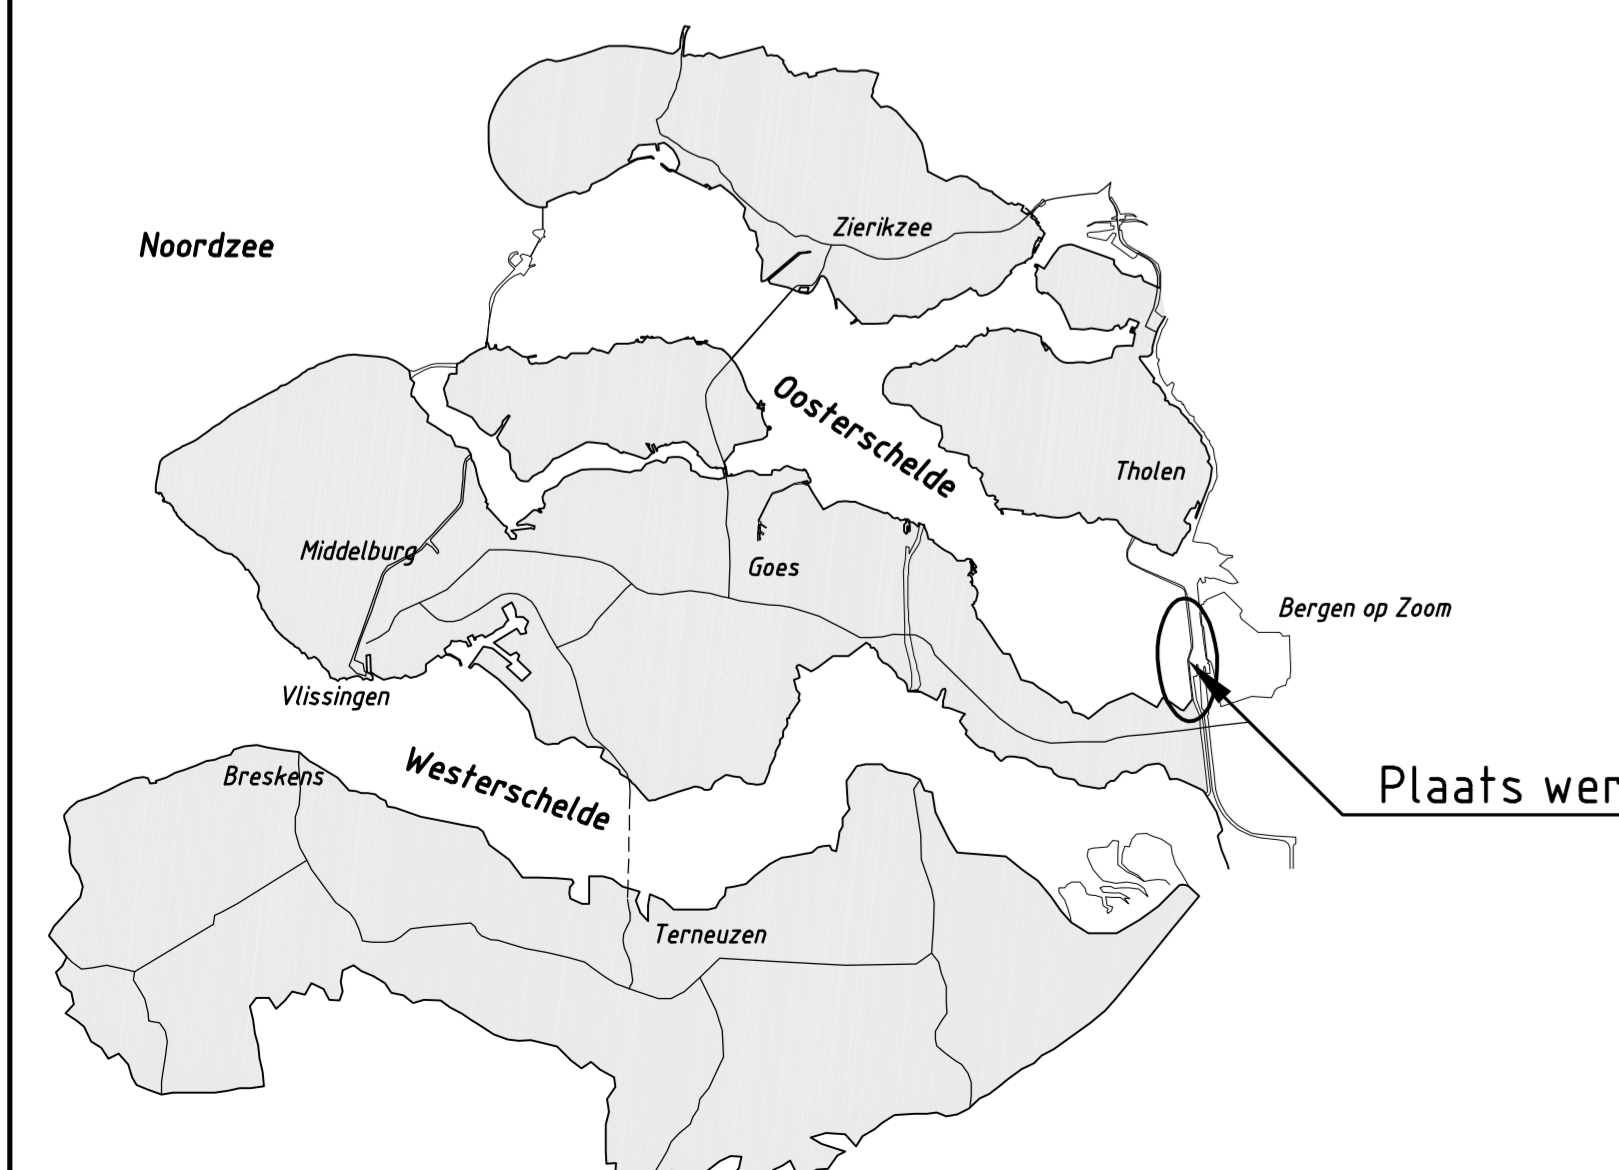 Zierikzee
Noordzee
Oosterschelde
Tholen
Middelburg
Goes
Bergen op Zoom
Vlissingen
Breskens
Westerschelde
Plaats wer
Terneuzen